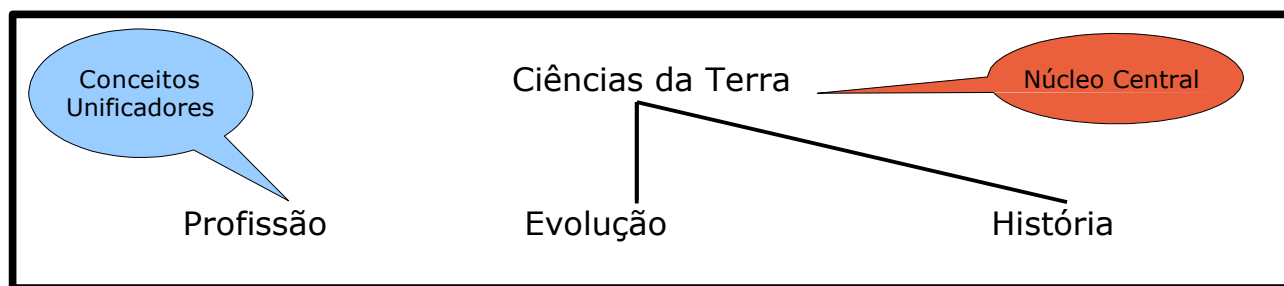 Conceitos
Unificadores
Ciências da Terra
Núcleo Central
Profissão
Evolução
História